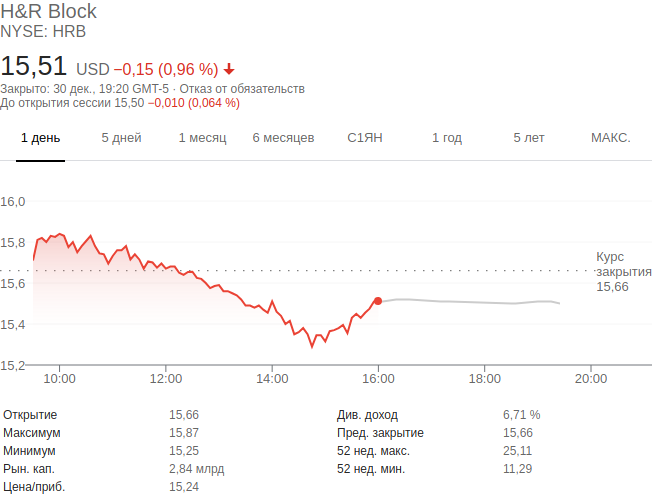 H&R Block
NYSE: HRB
15,51 USD −0,15 (0,96 %)
Закрыто: 30 дек., 19:20 GMT-5 · Отказ от обязательств
До открытия сессии 15,50 −0,010 (0,064 %)
1 день 5 дней 1 месяц 6 месяцев С1ЯН 1 год 5 лет МАКС.
16,0
15,8
Курс
закрытия
15,6
15,66
15,4
15,2
10:00 12:00 14:00 16:00 18:00 20:00
Открытие 15,66 Див. доход 6,71 %
Максимум 15,87 Пред. закрытие 15,66
Минимум 15,25 52 нед. макс. 25,11
Рын. кап. 2,84 млрд 52 нед. мин. 11,29
Цена/приб. 15,24